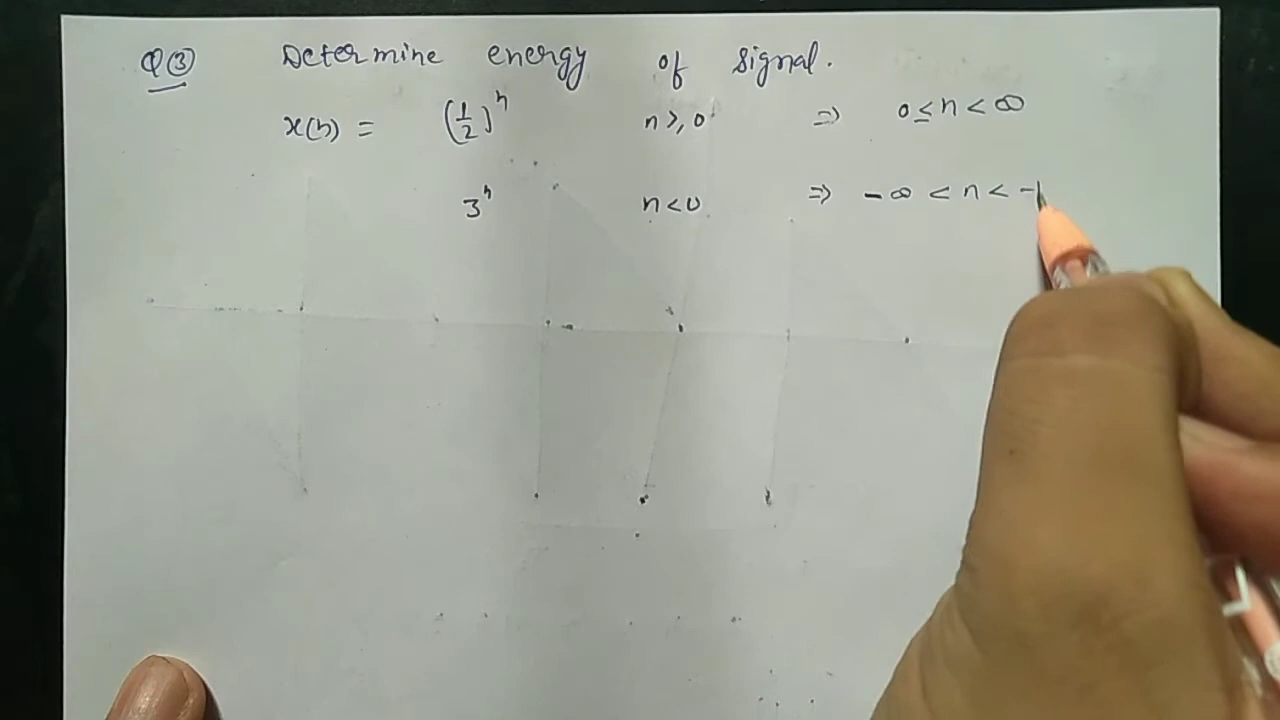 Q③ Determine energy of signal.
x(n) = (1/2)^n n≥0 ⇒ 0≤n<∞
3^n n<0 ⇒ -∞<n<-1